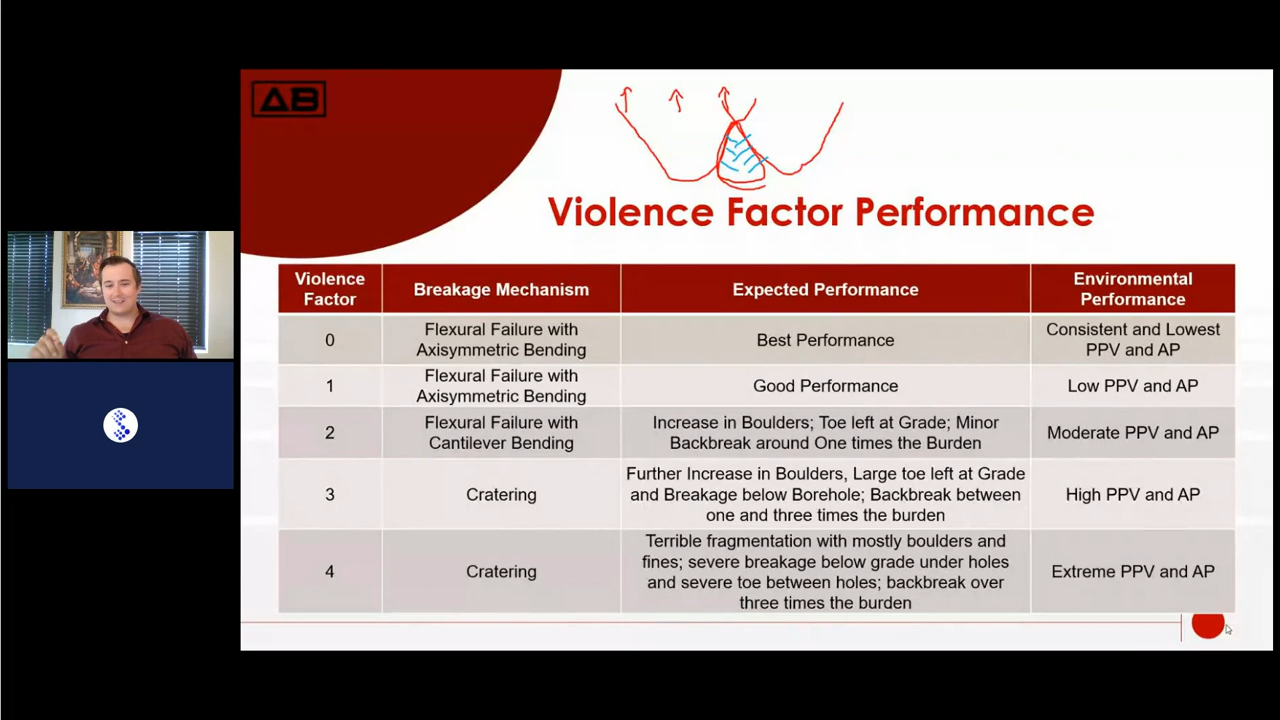 AB
Violence Factor Performance
Violence
Factor
Breakage Mechanism
Expected Performance
Environmental
Performance
0
Flexural Failure with
Axisymmetric Bending
Best Performance
Consistent and Lowest
PPV and AP
1
Flexural Failure with
Axisymmetric Bending
Good Performance
Low PPV and AP
2
Flexural Failure with
Cantilever Bending
Increase in Boulders; Toe left at Grade; Minor
Backbreak around One times the Burden
Moderate PPV and AP
3
Cratering
Further Increase in Boulders, Large toe left at Grade
and Breakage below Borehole; Backbreak between
one and three times the burden
High PPV and AP
4
Cratering
Terrible fragmentation with mostly boulders and
fines; severe breakage below grade under holes
and severe toe between holes; backbreak over
three times the burden
Extreme PPV and AP